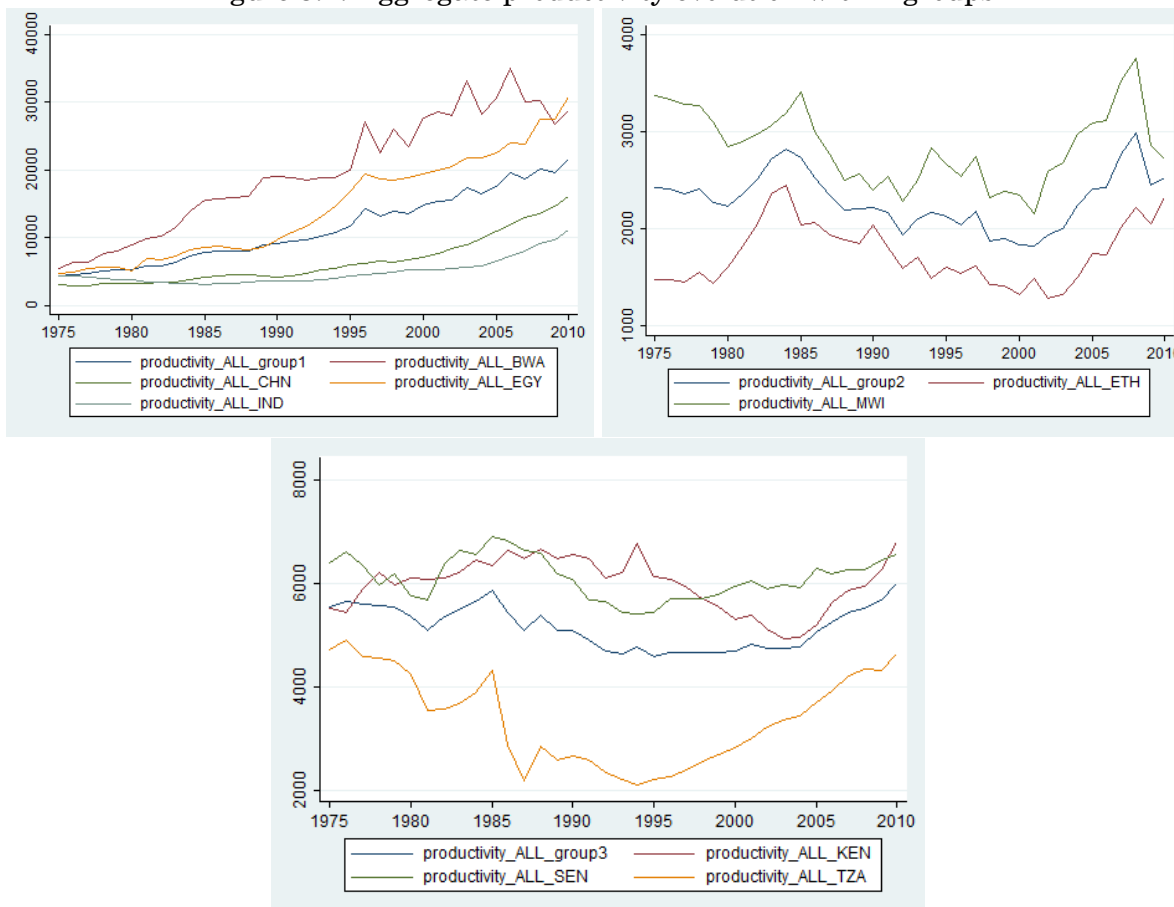 40000
30000
20000
10000
0
1975 1980 1985 1990 1995 2000 2005 2010
productivity_ALL_group1 productivity_ALL_BWA
productivity_ALL_CHN productivity_ALL_EGY
productivity_ALL_IND
4000
3000
2000
1000
1975 1980 1985 1990 1995 2000 2005 2010
productivity_ALL_group2 productivity_ALL_ETH
productivity_ALL_MWI
8000
6000
4000
2000
1975 1980 1985 1990 1995 2000 2005 2010
productivity_ALL_group3 productivity_ALL_KEN
productivity_ALL_SEN productivity_ALL_TZA